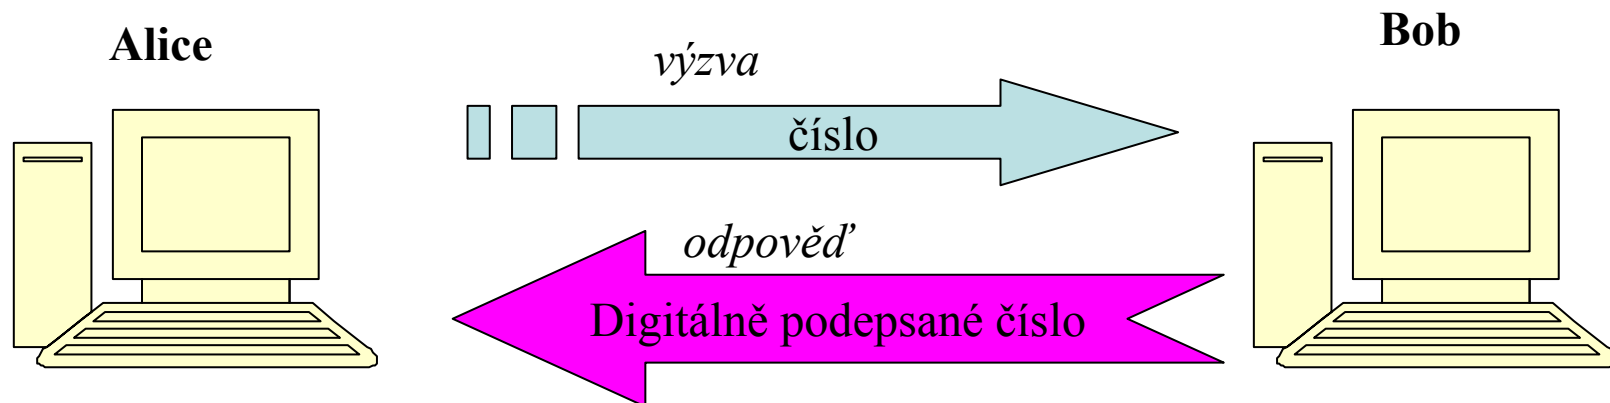 Alice
Bob
výzva
číslo
odpověď
Digitálně podepsané číslo